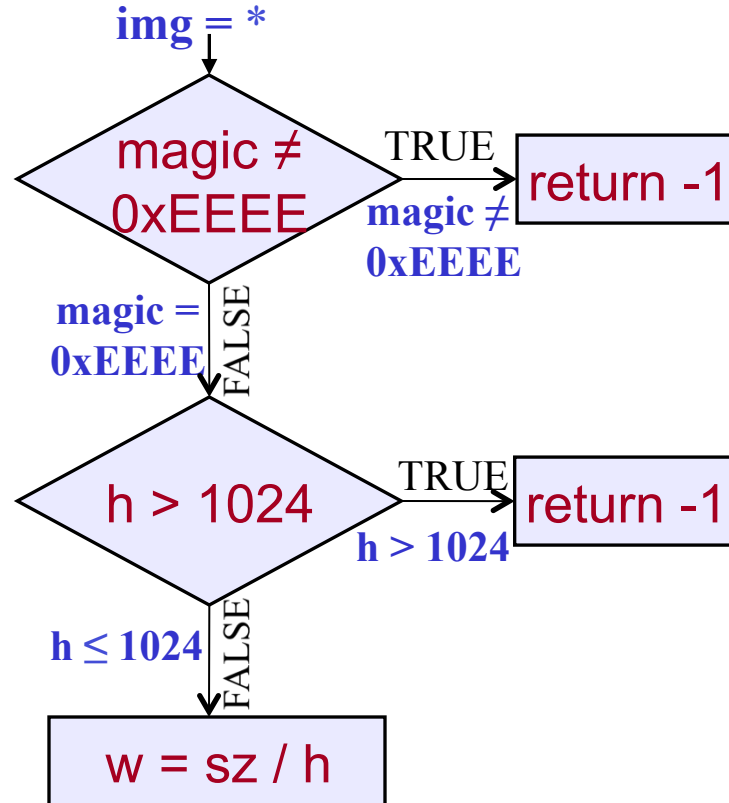 img = *
magic ≠
0xEEEE
TRUE
magic ≠
0xEEEE
return -1
magic =
0xEEEE
FALSE
h > 1024
TRUE
h > 1024
return -1
h ≤ 1024
FALSE
w = sz / h